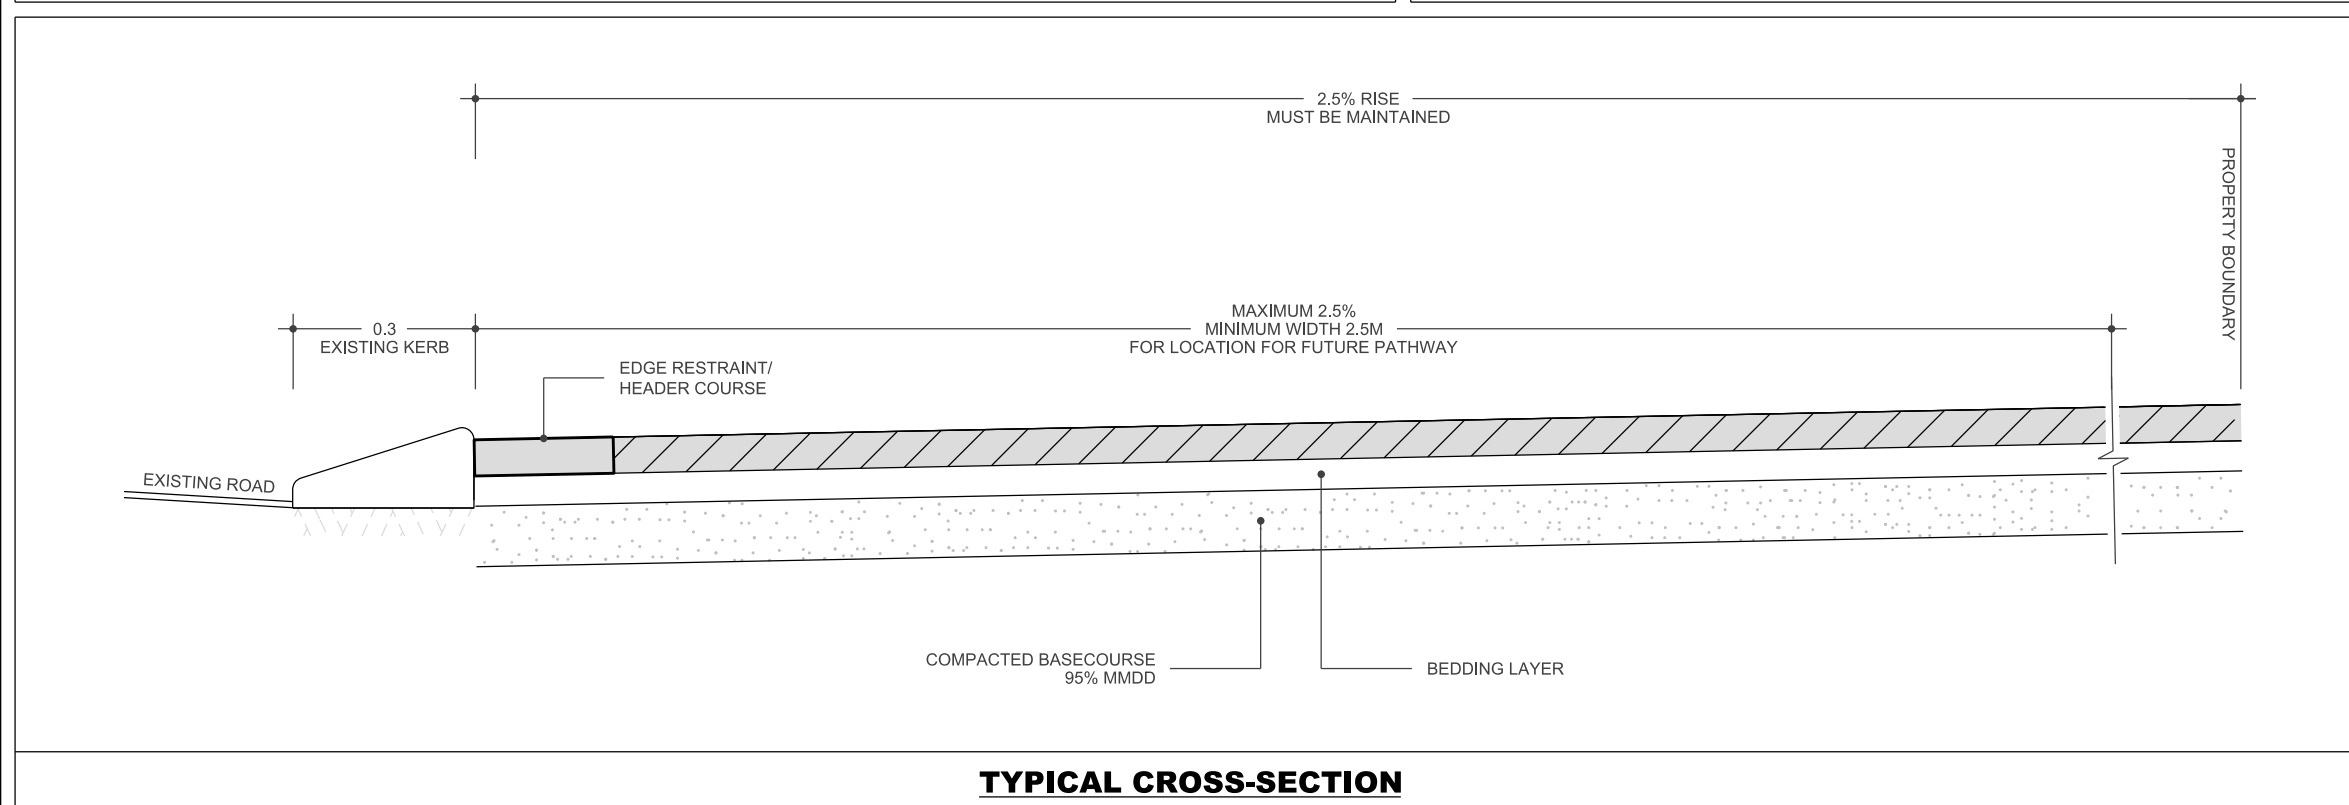 2.5% RISE
MUST BE MAINTAINED
PROPERTY BOUNDARY
MAXIMUM 2.5%
MINIMUM WIDTH 2.5M
FOR LOCATION FOR FUTURE PATHWAY
0.3
EXISTING KERB
EDGE RESTRAINT/
HEADER COURSE
EXISTING ROAD
COMPACTED BASECOURSE
95% MMDD
BEDDING LAYER
TYPICAL CROSS-SECTION